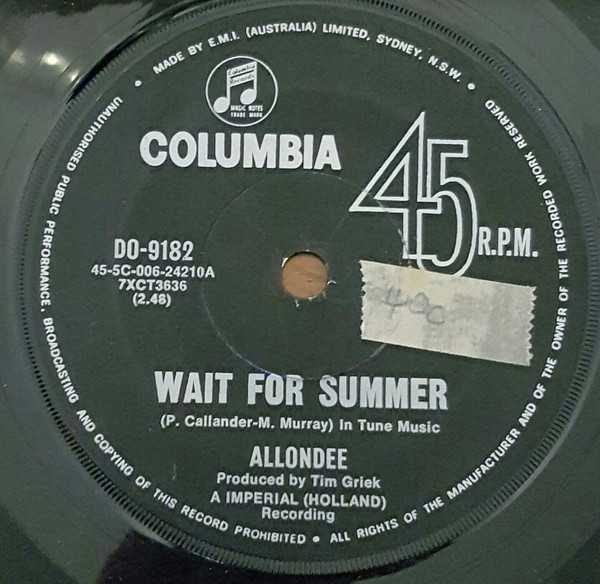 MADE BY E.M.I. (AUSTRALIA) LIMITED, SYDNEY, N.S.W. •
Columbia
Records
MAGIC NOTES
TRADE MARK
COLUMBIA
45
R.P.M.
DO-9182
45-5C-006-24210A
7XCT3636
(2.48)
40c
WAIT FOR SUMMER
(P. Callander-M. Murray) In Tune Music
ALLONDEE
Produced by Tim Griek
A IMPERIAL (HOLLAND)
Recording
UNAUTHORISED PUBLIC PERFORMANCE, BROADCASTING AND COPYING OF THIS RECORD PROHIBITED • ALL RIGHTS OF THE MANUFACTURER AND OF THE OWNER OF THE RECORDED WORK RESERVED